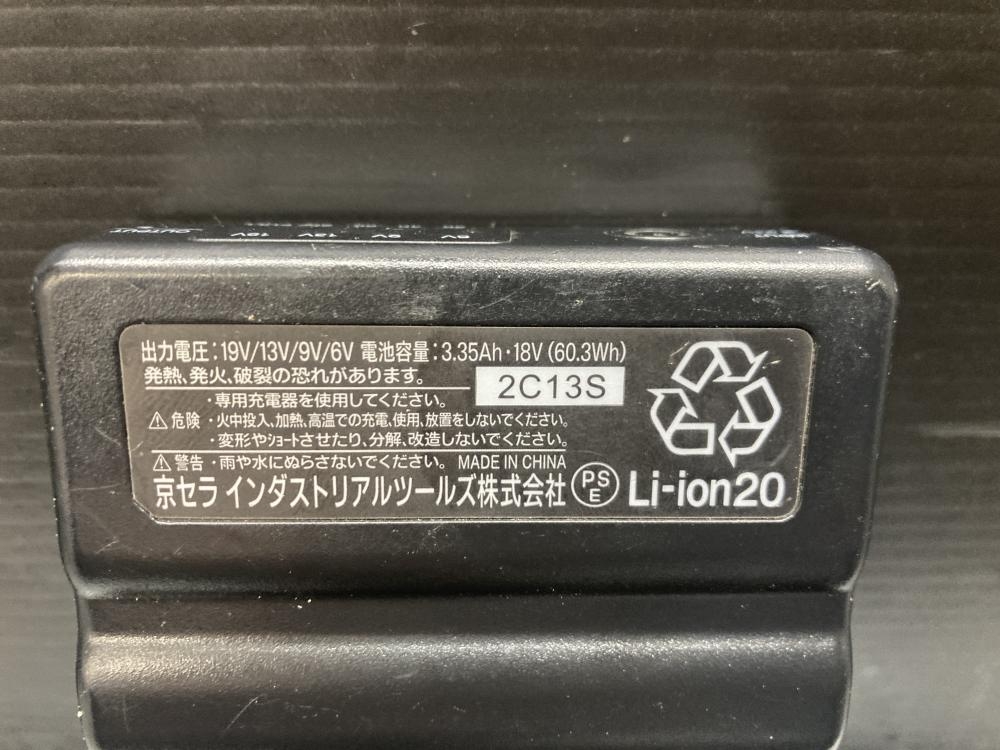 OUTPUT
出力電圧:19V/13V/9V/6V 電池容量:3.35Ah・18V(60.3Wh)
発熱、発火、破裂の恐れがあります。
2C13S
・専用充電器を使用してください。
⚠危険 ・火中投入、加熱、高温での充電、使用、放置をしないでください。
・変形やショートさせたり、分解、改造しないでください。
⚠警告 ・雨や水にぬらさないでください。 MADE IN CHINA
京セラ インダストリアルツールズ株式会社 PSE Li-ion20